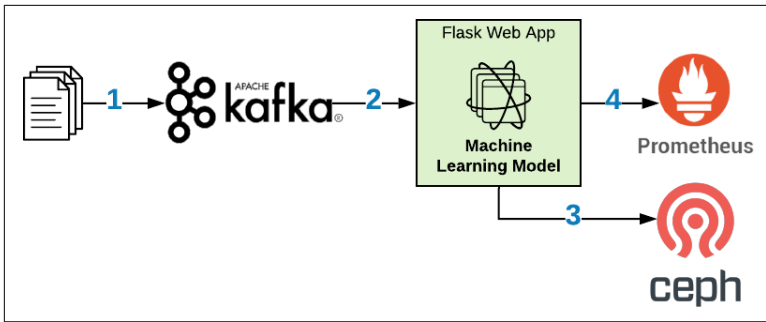 Flask Web App
1
APACHE
kafka®
2
Machine
Learning Model
4
Prometheus
3
ceph